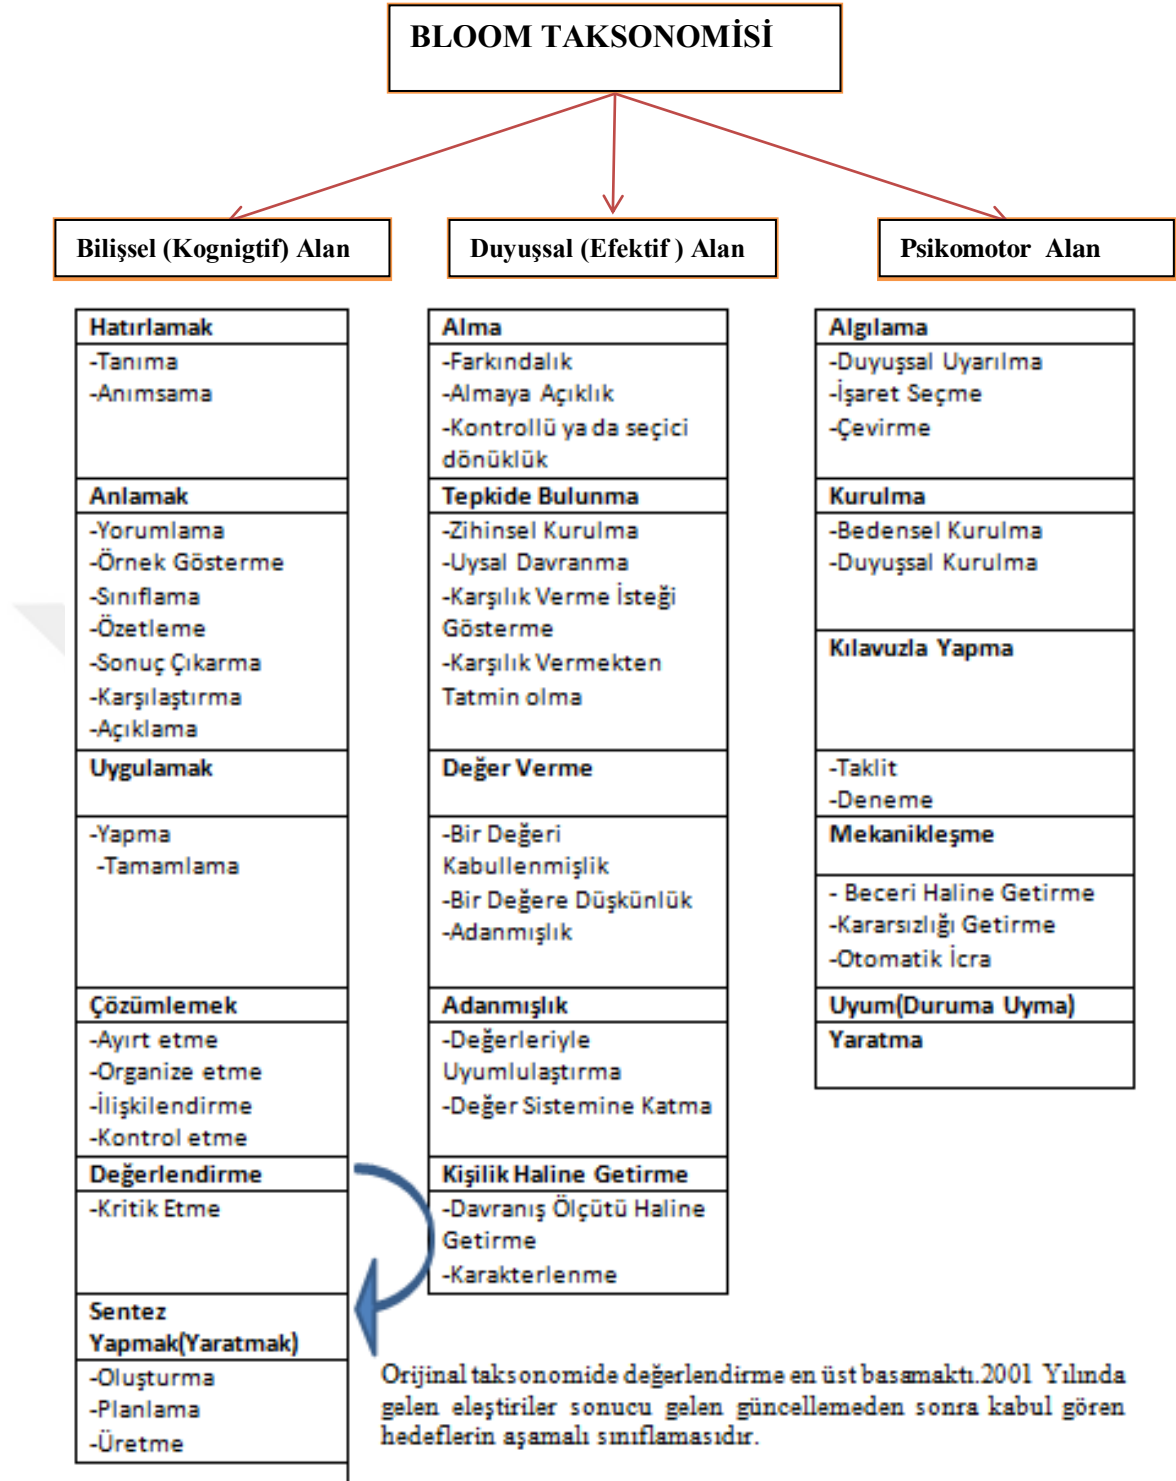 BLOOM TAKSONOMİSİ
Bilişsel (Kognigtif) Alan
Duyuşsal (Efektif ) Alan
Psikomotor Alan
Hatırlamak
-Tanıma
-Anımsama
Anlamak
-Yorumlama
-Örnek Gösterme
-Sınıflama
-Özetleme
-Sonuç Çıkarma
-Karşılaştırma
-Açıklama
Uygulamak
-Yapma
-Tamamlama
Çözümlemek
-Ayırt etme
-Organize etme
-İlişkilendirme
-Kontrol etme
Değerlendirme
-Kritik Etme
Sentez
Yapmak(Yaratmak)
-Oluşturma
-Planlama
-Üretme
Alma
-Farkındalık
-Almaya Açıklık
-Kontrollü ya da seçici
dönüklük
Tepkide Bulunma
-Zihinsel Kurulma
-Uysal Davranma
-Karşılık Verme İsteği
Gösterme
-Karşılık Vermekten
Tatmin olma
Değer Verme
-Bir Değeri
Kabullenmişlik
-Bir Değere Düşkünlük
-Adanmışlık
Adanmışlık
-Değerleriyle
Uyumlulaştırma
-Değer Sistemine Katma
Kişilik Haline Getirme
-Davranış Ölçütü Haline
Getirme
-Karakterlenme
Algılama
-Duyuşsal Uyarılma
-İşaret Seçme
-Çevirme
Kurulma
-Bedensel Kurulma
-Duyuşsal Kurulma
Kılavuzla Yapma
-Taklit
-Deneme
Mekanikleşme
- Beceri Haline Getirme
-Kararsızlığı Getirme
-Otomatik İcra
Uyum(Duruma Uyma)
Yaratma
Orijinal taksonomide değerlendirme en üst basamaktı.2001 Yılında
gelen eleştiriler sonucu gelen güncellemeden sonra kabul gören
hedeflerin aşamalı sınıflamasıdır.